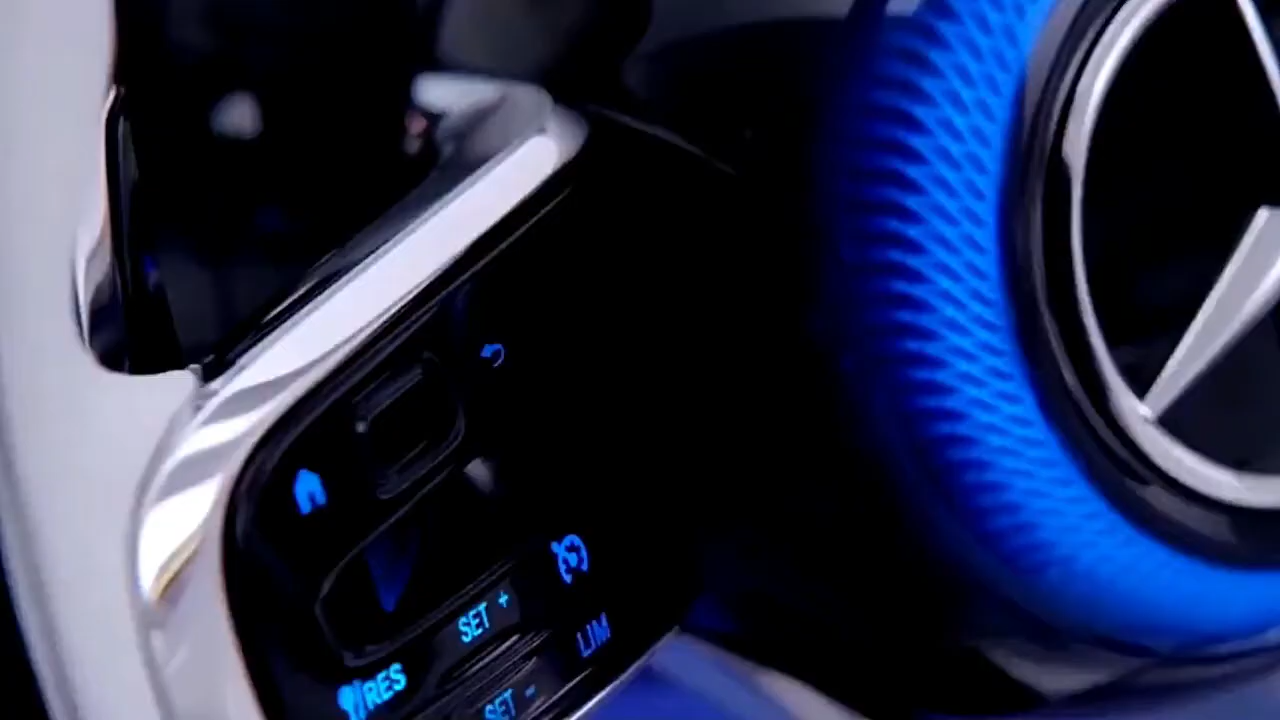 SET +
LIM
/RES
SET -